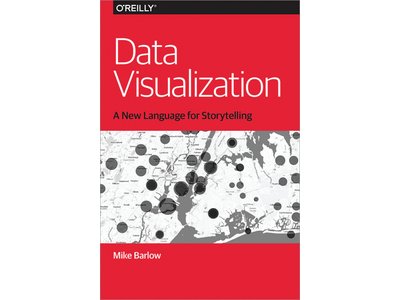 O'REILLY®
Data
Visualization
A New Language for Storytelling
Mike Barlow